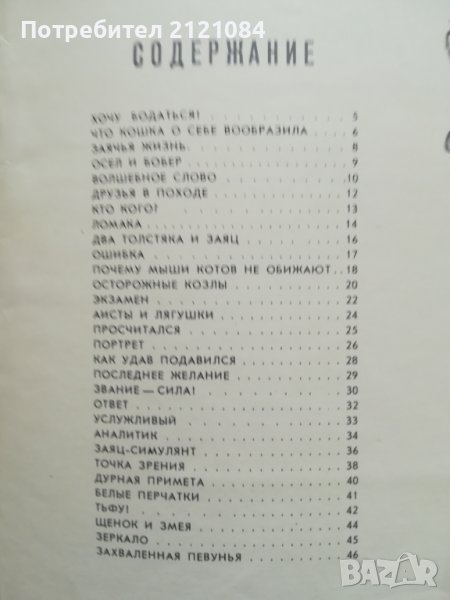 Потребител 2121084
СОДЕРЖАНИЕ
ХОЧУ БОДАТЬСЯ! 5
ЧТО КОШКА О СЕБЕ ВООБРАЗИЛА 6
ЗАЯЧЬЯ ЖИЗНЬ 8
ОСЕЛ И БОБЕР 9
ВОЛШЕБНОЕ СЛОВО 10
ДРУЗЬЯ В ПОХОДЕ 12
КТО КОГО? 13
ЛОМАКА 14
ДВА ТОЛСТЯКА И ЗАЯЦ 16
ОШИБКА 17
ПОЧЕМУ МЫШИ КОТОВ НЕ ОБИЖАЮТ 18
ОСТОРОЖНЫЕ КОЗЛЫ 20
ЭКЗАМЕН 22
АИСТЫ И ЛЯГУШКИ 24
ПРОСЧИТАЛСЯ 25
ПОРТРЕТ 26
КАК УДАВ ПОДАВИЛСЯ 28
ПОСЛЕДНЕЕ ЖЕЛАНИЕ 29
ЗВАНИЕ — СИЛА! 30
ОТВЕТ 32
УСЛУЖЛИВЫЙ 33
АНАЛИТИК 34
ЗАЯЦ-СИМУЛЯНТ 36
ТОЧКА ЗРЕНИЯ 38
ДУРНАЯ ПРИМЕТА 40
БЕЛЫЕ ПЕРЧАТКИ 41
ТЬФУ! 42
ЩЕНОК И ЗМЕЯ 44
ЗЕРКАЛО 45
ЗАХВАЛЕННАЯ ПЕВУНЬЯ 46
БАЗАР